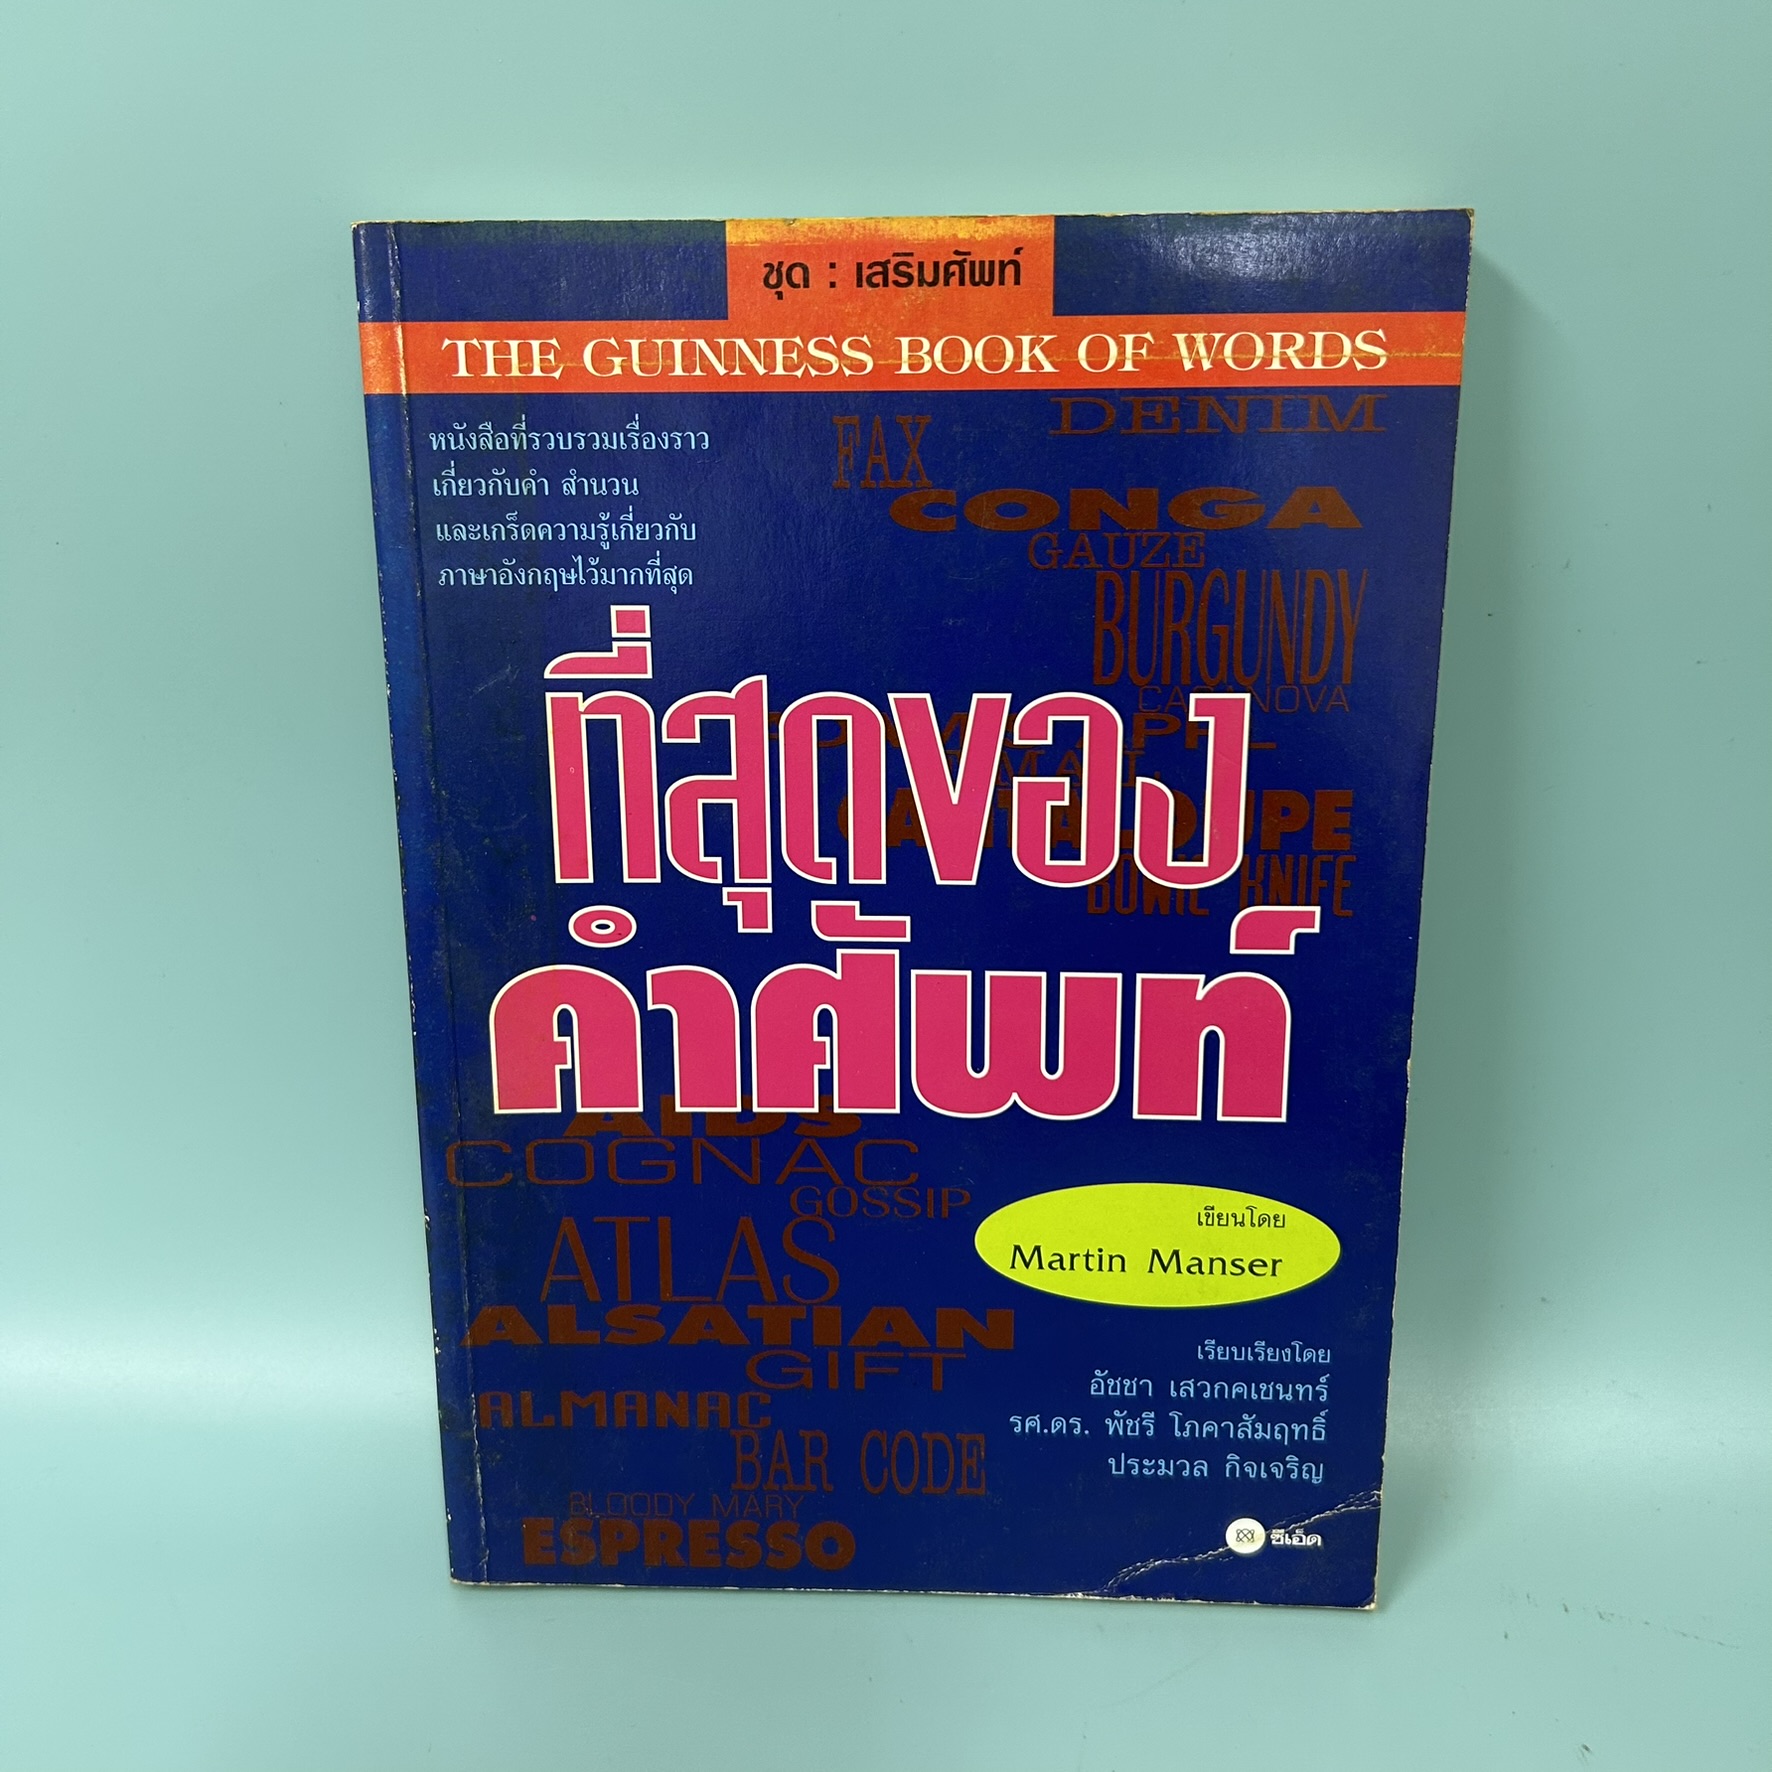 ชุด : เสริมศัพท์
THE GUINNESS BOOK OF WORDS
หนังสือที่รวบรวมเรื่องราว
เกี่ยวกับคำ สำนวน
และเกร็ดความรู้เกี่ยวกับ
ภาษาอังกฤษไว้มากที่สุด
DENIM
FAX
CONGA
GAUZE
BURGUNDY
CASANOVA
ที่สุดของ
คำศัพท์
KNIFE
AIDS
COGNAC
GOSSIP
ATLAS
ALSATIAN
GIFT
ALMANAC
BAR CODE
BLOODY MARY
ESPRESSO
เขียนโดย
Martin Manser
เรียบเรียงโดย
อัชชา เสวกคเชนทร์
รศ.ดร. พัชรี โภคาสัมฤทธิ์
ประมวล กิจเจริญ
ซีเอ็ด